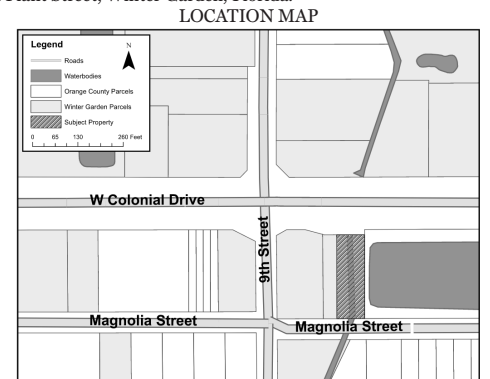 Plant Street, Winter Garden, Florida.
LOCATION MAP
Legend
N
Roads
Waterbodies
Orange County Parcels
Winter Garden Parcels
Subject Property
0 65 130 260 Feet
W Colonial Drive
9th Street
Magnolia Street
Magnolia Street